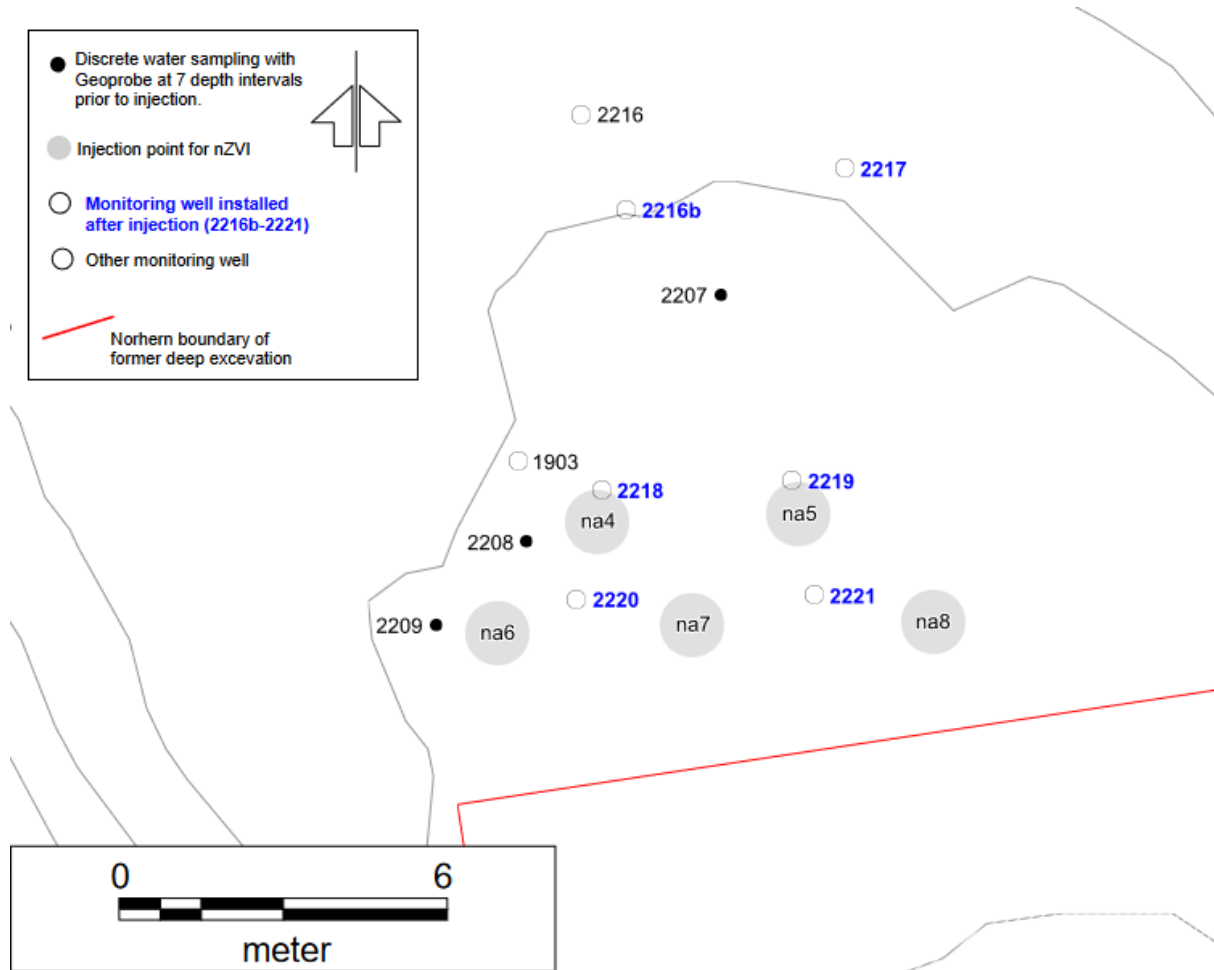 Discrete water sampling with
Geoprobe at 7 depth intervals
prior to injection.
Injection point for nZVI
Monitoring well installed
after injection (2216b-2221)
Other monitoring well
Norhern boundary of
former deep excevation
2216
2217
2216b
2207
1903
2218
2219
na4
na5
2208
2220
2221
2209
na6
na7
na8
0 6
meter